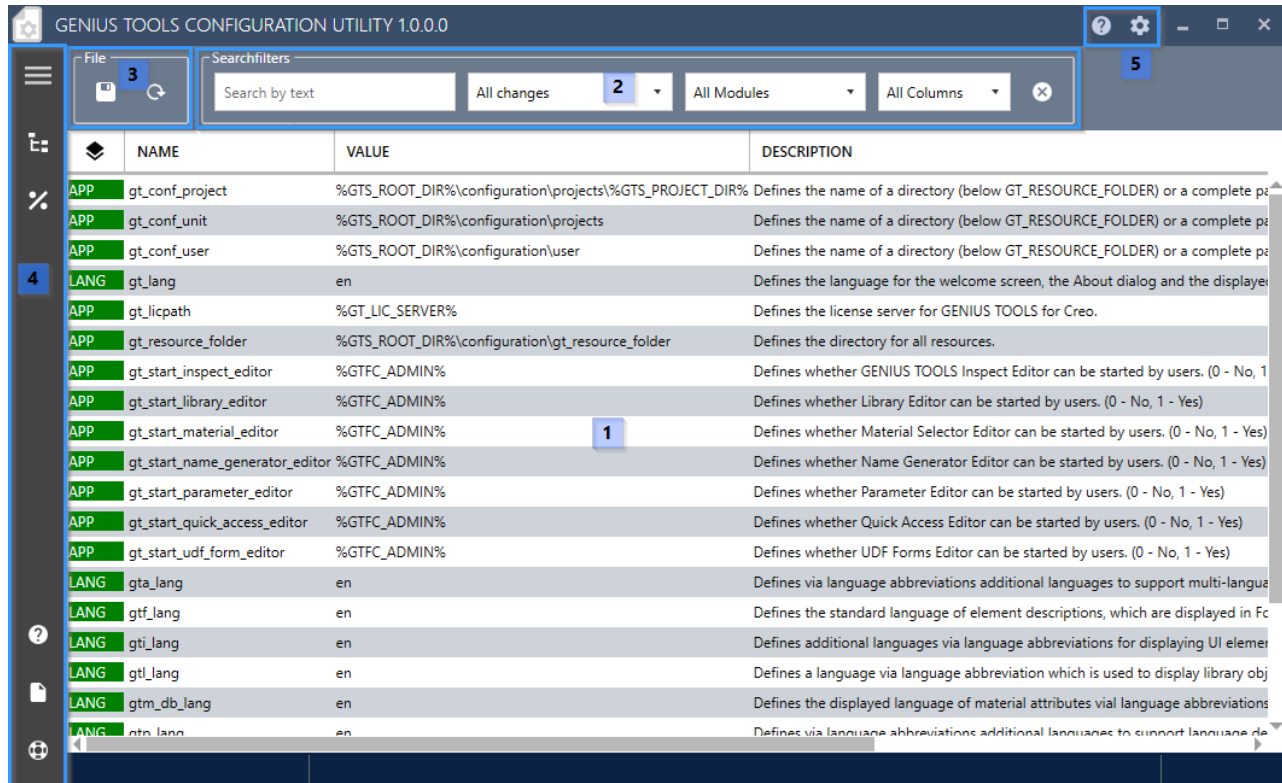 GENIUS TOOLS CONFIGURATION UTILITY 1.0.0.0
5
File
3
Searchfilters
Search by text
All changes
2
All Modules
All Columns
4
NAME VALUE DESCRIPTION
APP gt_conf_project %GTS_ROOT_DIR%\configuration\projects\%GTS_PROJECT_DIR% Defines the name of a directory (below GT_RESOURCE_FOLDER) or a complete pa
APP gt_conf_unit %GTS_ROOT_DIR%\configuration\projects Defines the name of a directory (below GT_RESOURCE_FOLDER) or a complete pa
APP gt_conf_user %GTS_ROOT_DIR%\configuration\user Defines the name of a directory (below GT_RESOURCE_FOLDER) or a complete pa
LANG gt_lang en Defines the language for the welcome screen, the About dialog and the displayed
APP gt_licpath %GT_LIC_SERVER% Defines the license server for GENIUS TOOLS for Creo.
APP gt_resource_folder %GTS_ROOT_DIR%\configuration\gt_resource_folder Defines the directory for all resources.
APP gt_start_inspect_editor %GTFC_ADMIN% Defines whether GENIUS TOOLS Inspect Editor can be started by users. (0 - No, 1
APP gt_start_library_editor %GTFC_ADMIN% Defines whether Library Editor can be started by users. (0 - No, 1 - Yes)
APP gt_start_material_editor %GTFC_ADMIN% 1 Defines whether Material Selector Editor can be started by users. (0 - No, 1 - Yes)
APP gt_start_name_generator_editor %GTFC_ADMIN% Defines whether Name Generator Editor can be started by users. (0 - No, 1 - Yes)
APP gt_start_parameter_editor %GTFC_ADMIN% Defines whether Parameter Editor can be started by users. (0 - No, 1 - Yes)
APP gt_start_quick_access_editor %GTFC_ADMIN% Defines whether Quick Access Editor can be started by users. (0 - No, 1 - Yes)
APP gt_start_udf_form_editor %GTFC_ADMIN% Defines whether UDF Forms Editor can be started by users. (0 - No, 1 - Yes)
LANG gta_lang en Defines via language abbreviations additional languages to support multi-langua
LANG gtf_lang en Defines the standard language of element descriptions, which are displayed in Fo
LANG gti_lang en Defines additional languages via language abbreviations for displaying UI elemen
LANG gtl_lang en Defines a language via language abbreviation which is used to display library obj
LANG gtm_db_lang en Defines the displayed language of material attributes vial language abbreviations
LANG gtp_lang en Defines via language abbreviations additional languages to support language de